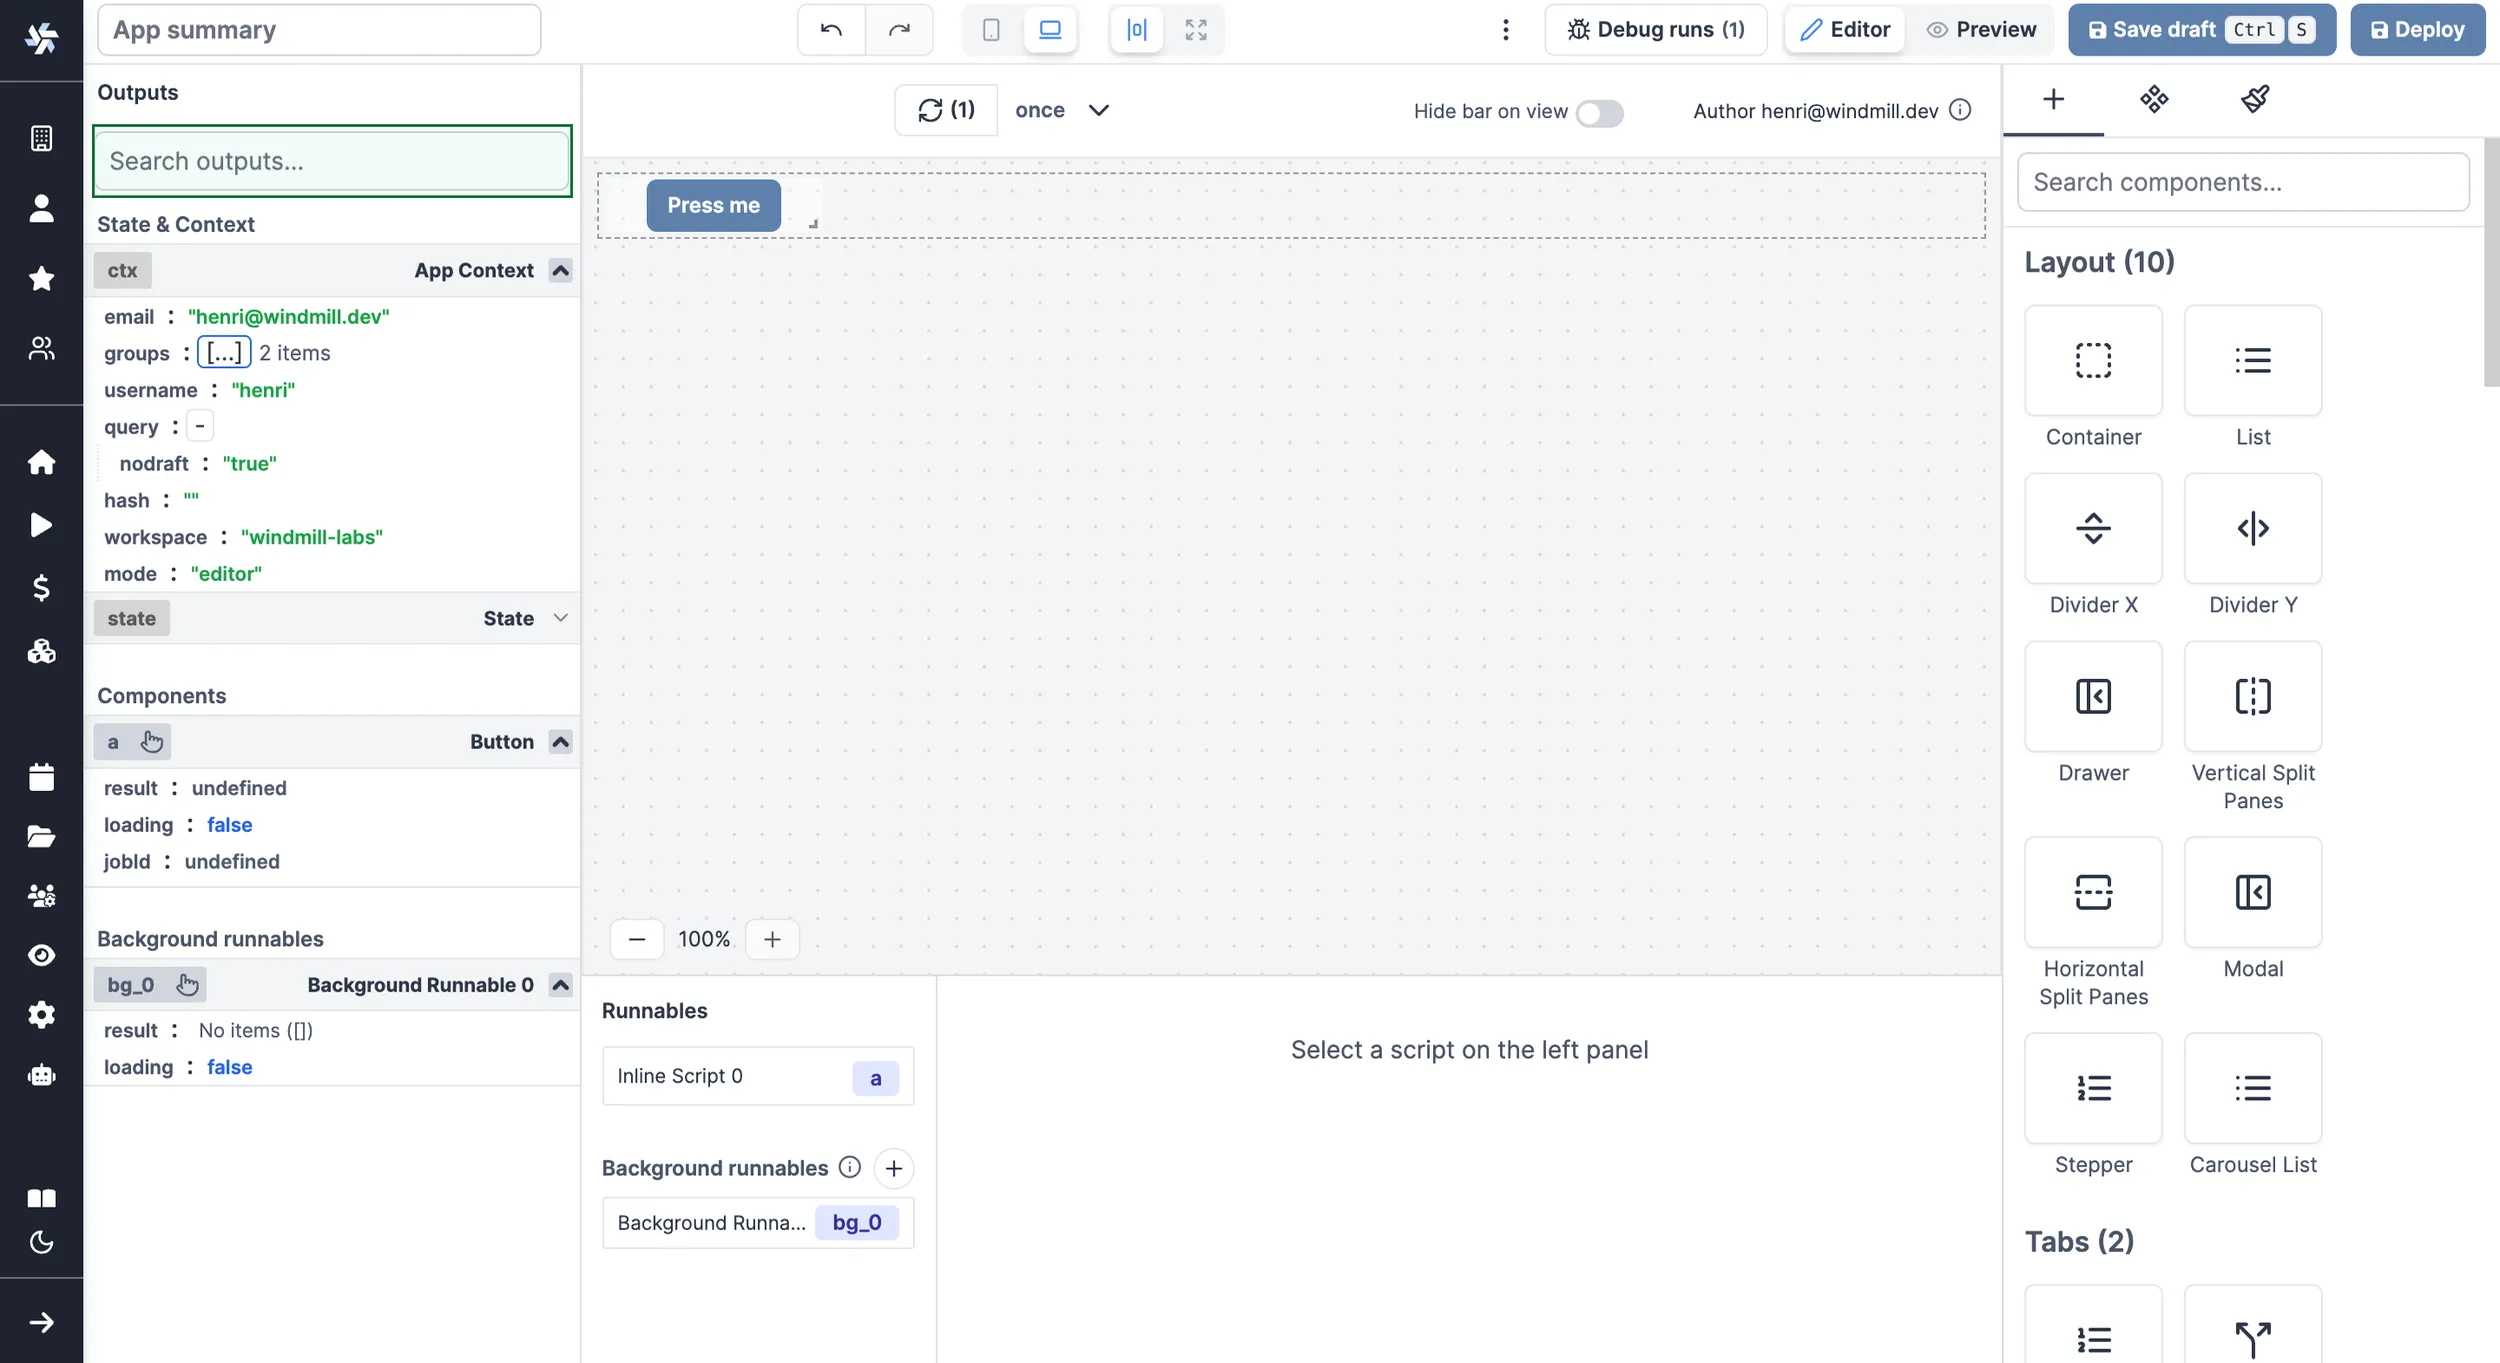 App summary
Debug runs (1)
Editor
Preview
Save draft Ctrl S
Deploy
Outputs
Search outputs...
State & Context
ctx App Context
email : "henri@windmill.dev"
groups : [...] 2 items
username : "henri"
query : -
nodraft : "true"
hash : ""
workspace : "windmill-labs"
mode : "editor"
state State
Components
a Button
result : undefined
loading : false
jobId : undefined
Background runnables
bg_0 Background Runnable 0
result : No items ([])
loading : false
(1) once
Hide bar on view
Author henri@windmill.dev
Press me
100%
Runnables
Inline Script 0 a
Background runnables
Background Runna... bg_0
Select a script on the left panel
Search components...
Layout (10)
Container
List
Divider X
Divider Y
Drawer
Vertical Split
Panes
Horizontal
Split Panes
Modal
Stepper
Carousel List
Tabs (2)